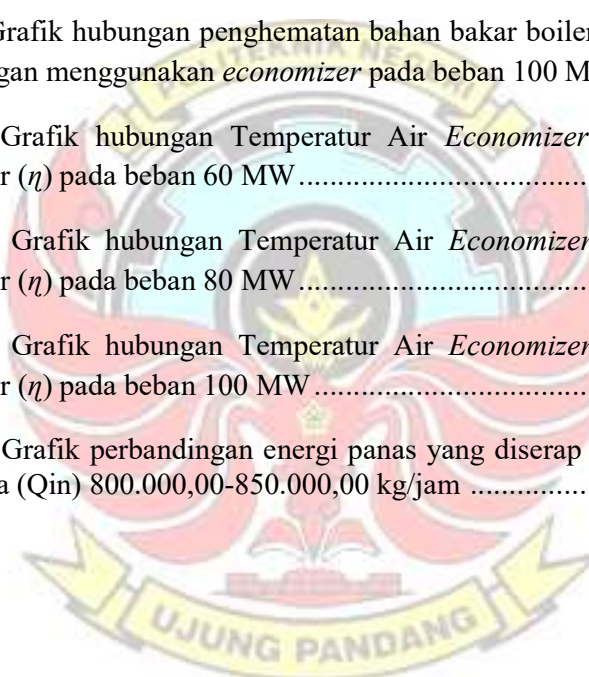 Grafik hubungan penghematan bahan bakar boiler
gan menggunakan economizer pada beban 100 M
Grafik hubungan Temperatur Air Economizer
r (η) pada beban 60 MW....................................
Grafik hubungan Temperatur Air Economizer
r (η) pada beban 80 MW....................................
Grafik hubungan Temperatur Air Economizer
r (η) pada beban 100 MW..................................
Grafik perbandingan energi panas yang diserap
a (Qin) 800.000,00-850.000,00 kg/jam ...............
POLITEKNIK NEGERI
UJUNG PANDANG